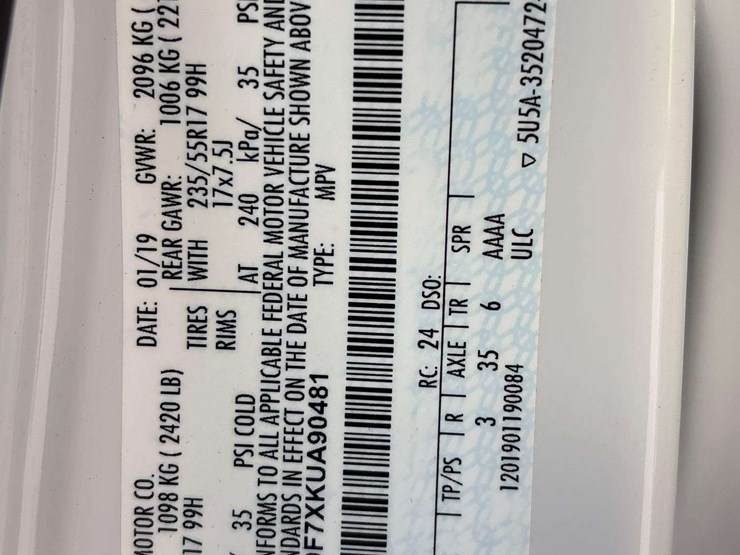 MOTOR CO. DATE: 01/19 GVWR: 2096 KG (
1098 KG ( 2420 LB) REAR GAWR: 1006 KG ( 221
17 99H TIRES WITH 235/55R17 99H
RIMS 17x7.5J
35 PSI COLD AT 240 kPa/ 35 PSI
NFORMS TO ALL APPLICABLE FEDERAL MOTOR VEHICLE SAFETY AND
NDARDS IN EFFECT ON THE DATE OF MANUFACTURE SHOWN ABOV
F7XKUA90481 TYPE: MPV
RC: 24 DSO:
TP/PS R AXLE TR SPR
3 35 6 AAAA
1201901190084 ULC ▽ 5U5A-3520472-